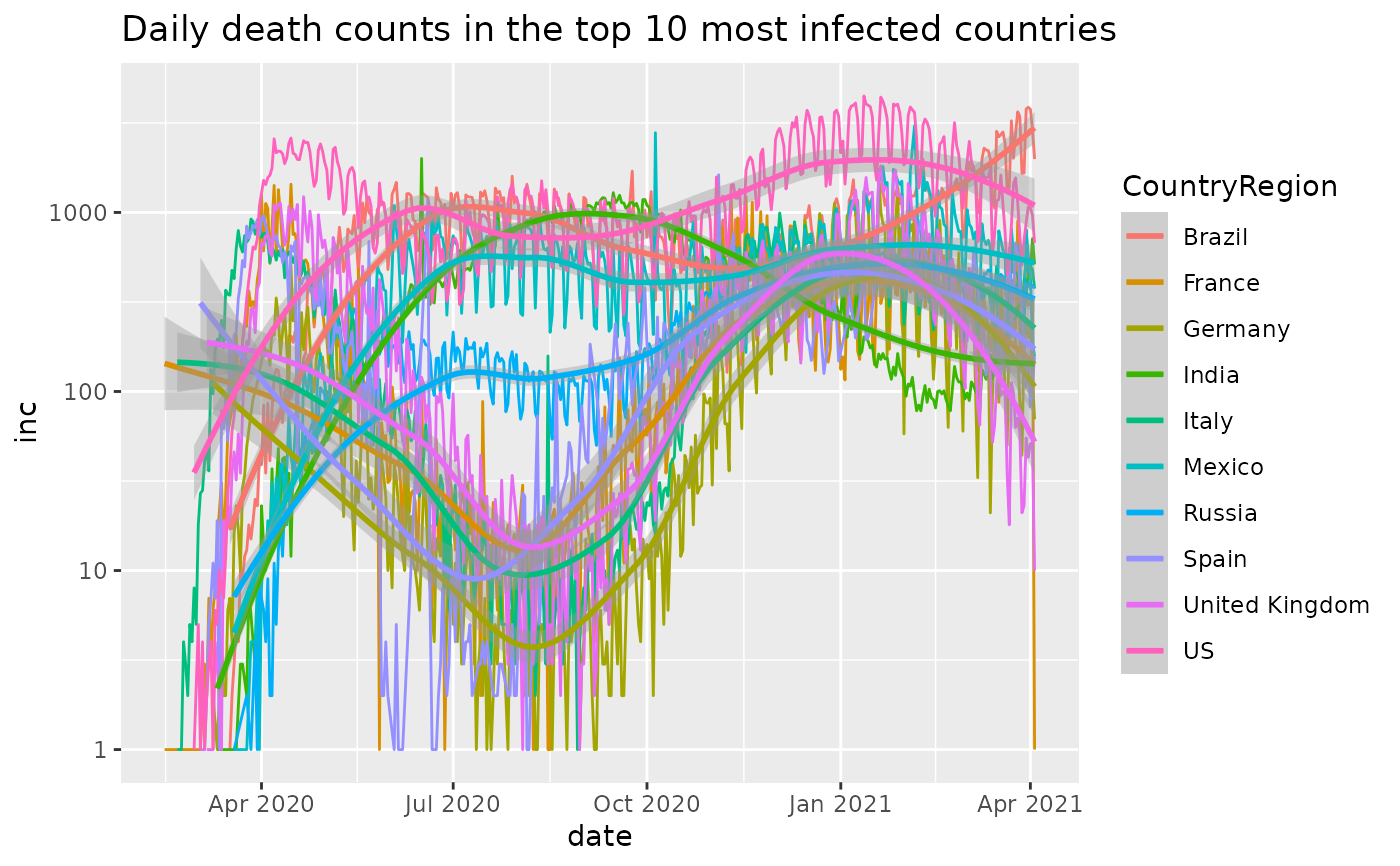 Daily death counts in the top 10 most infected countries
inc
1000
100
10
1
Apr 2020
Jul 2020
Oct 2020
Jan 2021
Apr 2021
date
CountryRegion
Brazil
France
Germany
India
Italy
Mexico
Russia
Spain
United Kingdom
US